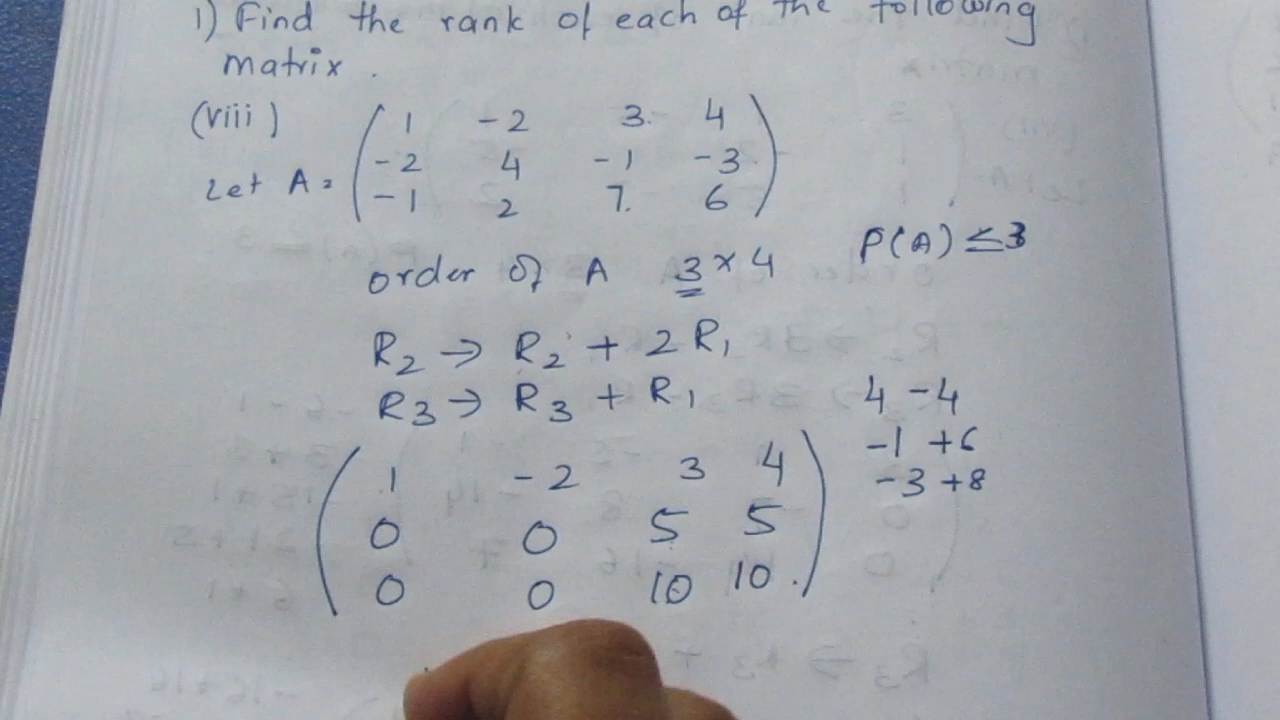 1) Find the rank of each of the following
matrix.
(viii)
Let A = ( 1 -2 3. 4
-2 4 -1 -3
-1 2 7. 6 )
order of A 3 × 4 P(A) ≤ 3
R2 → R2 + 2R1
R3 → R3 + R1 4 - 4
-1 + 6
-3 + 8
( 1 -2 3 4
0 0 5 5
0 0 10 10 . )